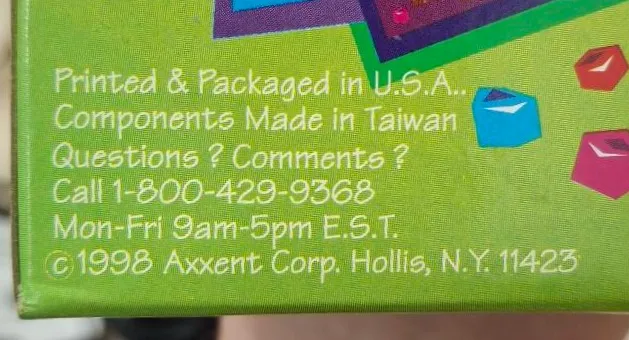 Printed & Packaged in U.S.A..
Components Made in Taiwan
Questions ? Comments ?
Call 1-800-429-9368
Mon-Fri 9am-5pm E.S.T.
©1998 Axxent Corp. Hollis, N.Y. 11423